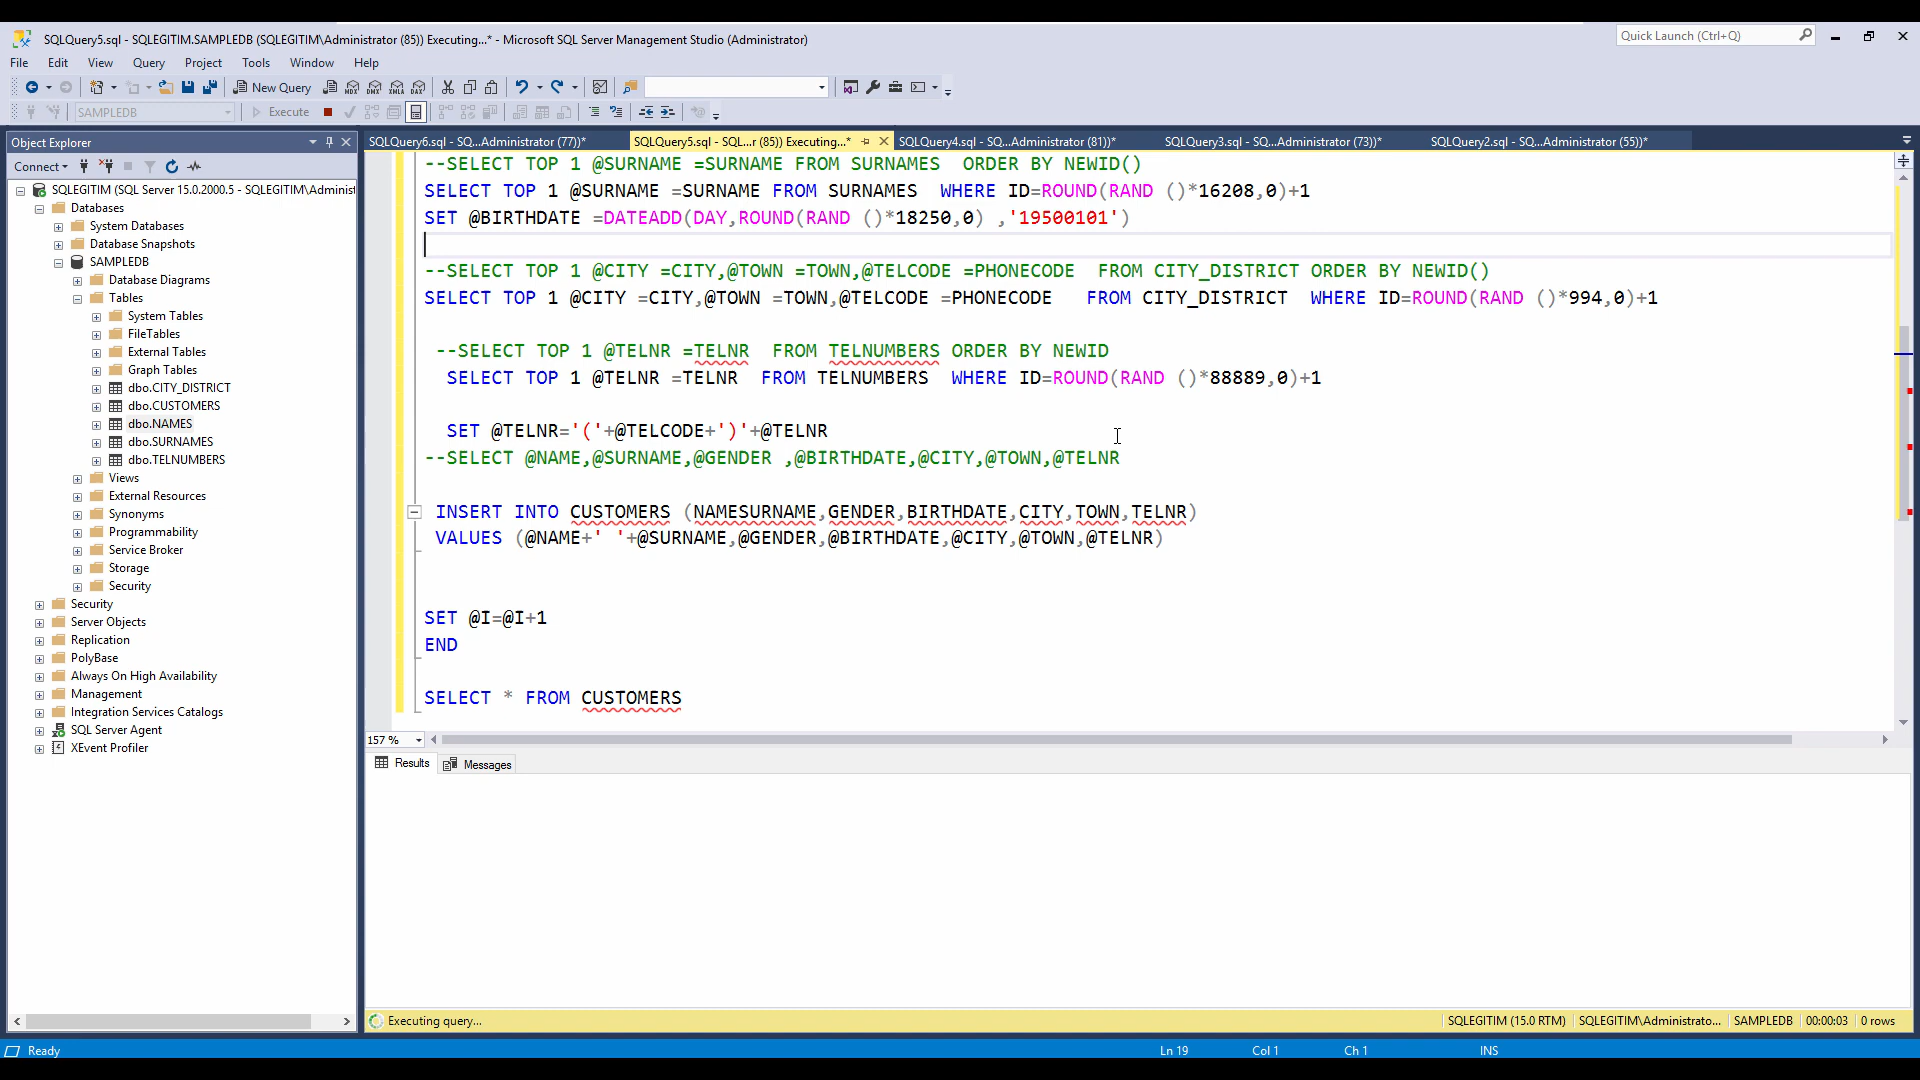 SQLQuery5.sql - SQLEGITIM.SAMPLEDB (SQLEGITIM\Administrator (85)) Executing...* - Microsoft SQL Server Management Studio (Administrator)
Quick Launch (Ctrl+Q)
File Edit View Query Project Tools Window Help
New Query
MDX DMX XMLA DAX
SAMPLEDB
Execute
Object Explorer
SQLQuery6.sql - SQ...Administrator (77))*
SQLQuery5.sql - SQL...r (85)) Executing...*
SQLQuery4.sql - SQ...Administrator (81))*
SQLQuery3.sql - SQ...Administrator (73))*
SQLQuery2.sql - SQ...Administrator (55))*
Connect
SQLEGITIM (SQL Server 15.0.2000.5 - SQLEGITIM\Adminis
Databases
System Databases
Database Snapshots
SAMPLEDB
Database Diagrams
Tables
System Tables
FileTables
External Tables
Graph Tables
dbo.CITY_DISTRICT
dbo.CUSTOMERS
dbo.NAMES
dbo.SURNAMES
dbo.TELNUMBERS
Views
External Resources
Synonyms
Programmability
Service Broker
Storage
Security
Security
Server Objects
Replication
PolyBase
Always On High Availability
Management
Integration Services Catalogs
SQL Server Agent
XEvent Profiler
--SELECT TOP 1 @SURNAME =SURNAME FROM SURNAMES  ORDER BY NEWID()
SELECT TOP 1 @SURNAME =SURNAME FROM SURNAMES  WHERE ID=ROUND(RAND ()*16208,0)+1
SET @BIRTHDATE =DATEADD(DAY,ROUND(RAND ()*18250,0) ,'19500101')
--SELECT TOP 1 @CITY =CITY,@TOWN =TOWN,@TELCODE =PHONECODE  FROM CITY_DISTRICT ORDER BY NEWID()
SELECT TOP 1 @CITY =CITY,@TOWN =TOWN,@TELCODE =PHONECODE   FROM CITY_DISTRICT  WHERE ID=ROUND(RAND ()*994,0)+1
--SELECT TOP 1 @TELNR =TELNR  FROM TELNUMBERS ORDER BY NEWID
SELECT TOP 1 @TELNR =TELNR  FROM TELNUMBERS  WHERE ID=ROUND(RAND ()*88889,0)+1
SET @TELNR='('+@TELCODE+')'+@TELNR
--SELECT @NAME,@SURNAME,@GENDER ,@BIRTHDATE,@CITY,@TOWN,@TELNR
INSERT INTO CUSTOMERS (NAMESURNAME,GENDER,BIRTHDATE,CITY,TOWN,TELNR)
VALUES (@NAME+' '+@SURNAME,@GENDER,@BIRTHDATE,@CITY,@TOWN,@TELNR)
SET @I=@I+1
END
SELECT * FROM CUSTOMERS
157 %
Results Messages
Executing query...
SQLEGITIM (15.0 RTM) SQLEGITIM\Administrato... SAMPLEDB 00:00:03 0 rows
Ready Ln 19 Col 1 Ch 1 INS